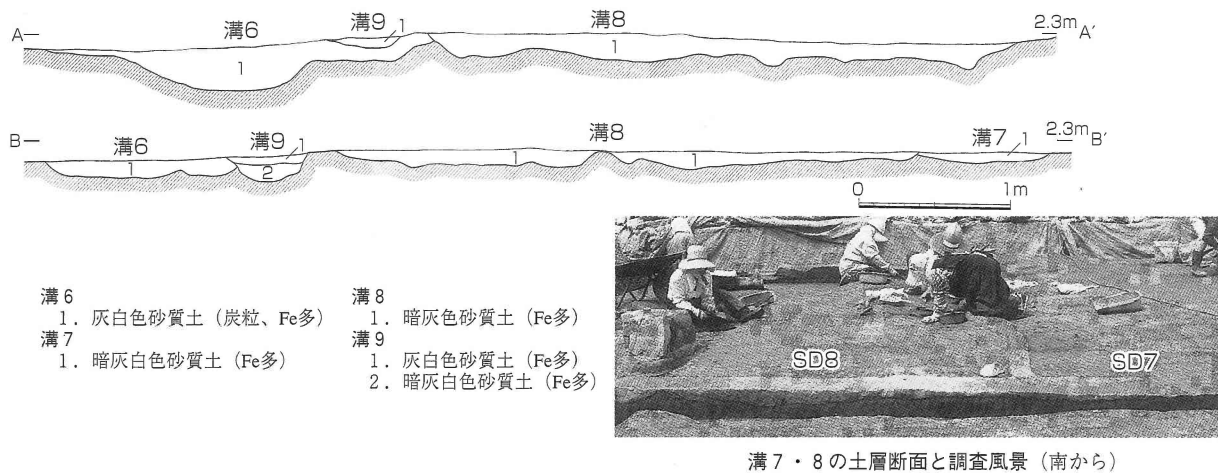 A 溝6 溝9 1 溝8 2.3m A′
1 1
B 溝6 溝9 1 溝8 溝7 1 2.3m B′
1 2 1 1
0 1m
溝6
1. 灰白色砂質土（炭粒、Fe多）
溝7
1. 暗灰白色砂質土（Fe多）
溝8
1. 暗灰色砂質土（Fe多）
溝9
1. 灰白色砂質土（Fe多）
2. 暗灰白色砂質土（Fe多）
SD8 SD7
溝7・8の土層断面と調査風景（南から）